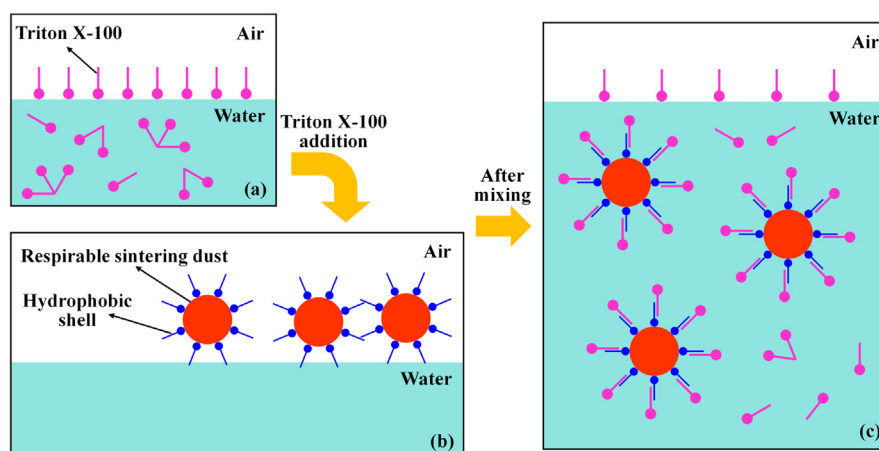 Triton X-100
Air
Water
(a)
Triton X-100
addition
Respirable sintering dust
Air
Hydrophobic
shell
Water
(b)
After
mixing
Air
Water
(c)